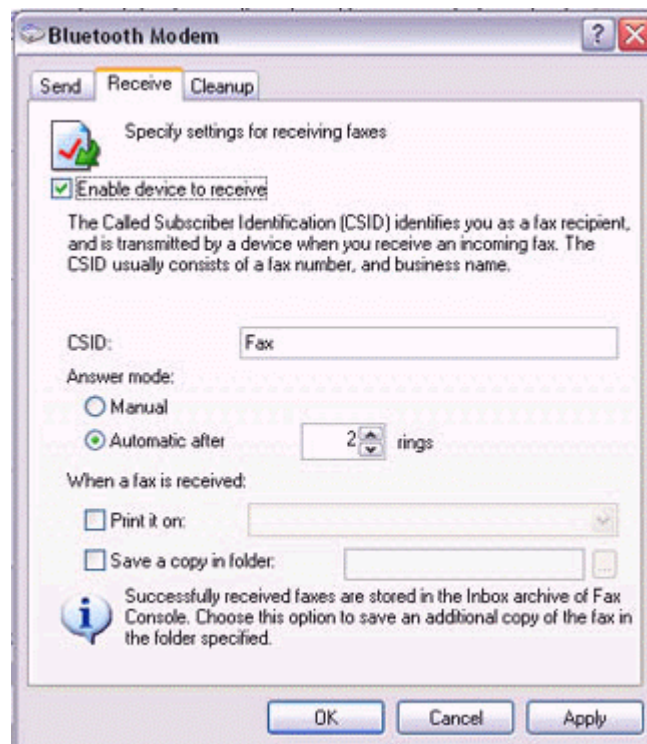 Bluetooth Modem
Send Receive Cleanup
Specify settings for receiving faxes
Enable device to receive
The Called Subscriber Identification (CSID) identifies you as a fax recipient,
and is transmitted by a device when you receive an incoming fax. The
CSID usually consists of a fax number, and business name.
CSID: Fax
Answer mode:
Manual
Automatic after 2 rings
When a fax is received:
Print it on:
Save a copy in folder: ...
Successfully received faxes are stored in the Inbox archive of Fax
Console. Choose this option to save an additional copy of the fax in
the folder specified.
OK Cancel Apply